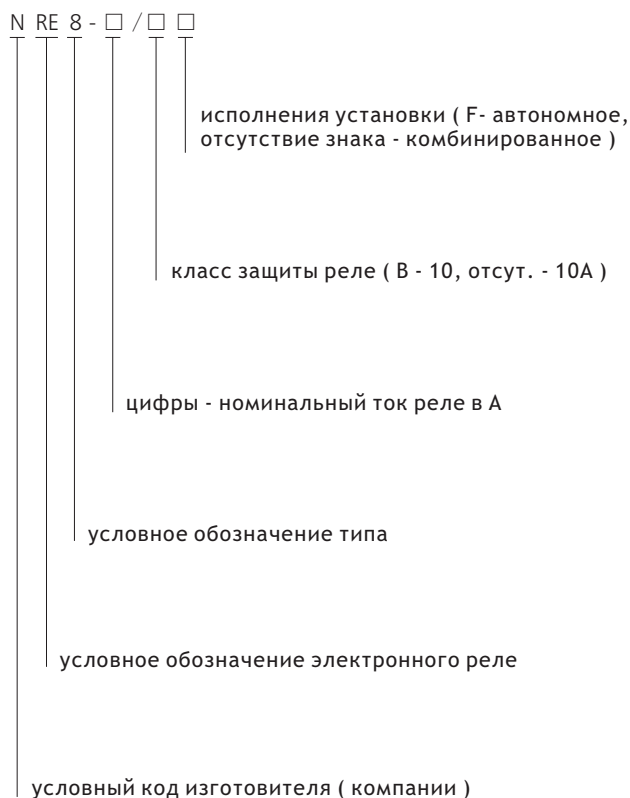 N RE 8 - □ / □ □
исполнения установки ( F- автономное,
отсутствие знака - комбинированное )
класс защиты реле ( B - 10, отсут. - 10А )
цифры - номинальный ток реле в А
условное обозначение типа
условное обозначение электронного реле
условный код изготовителя ( компании )